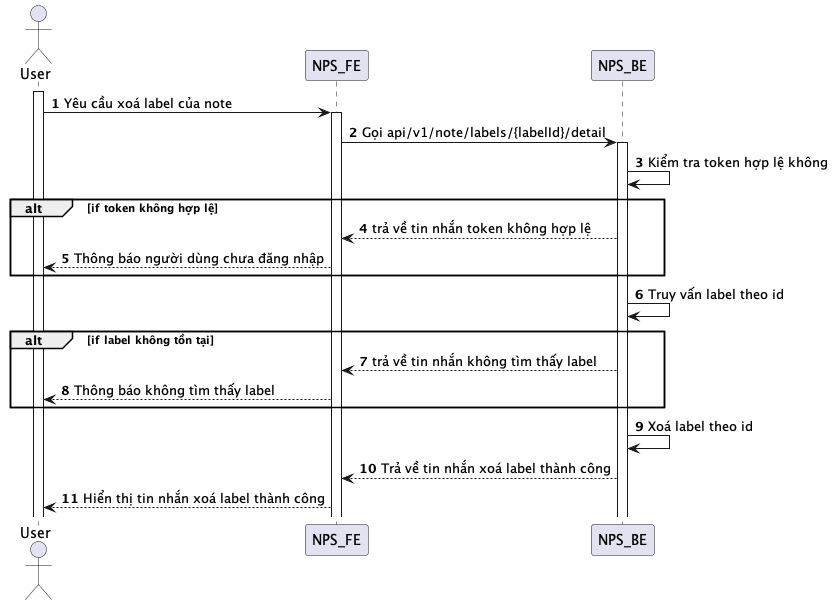 User
NPS_FE
NPS_BE
1 Yêu cầu xoá label của note
2 Gọi api/v1/note/labels/{labelId}/detail
3 Kiểm tra token hợp lệ không
alt
[if token không hợp lệ]
4 trả về tin nhắn token không hợp lệ
5 Thông báo người dùng chưa đăng nhập
6 Truy vấn label theo id
alt
[if label không tồn tại]
7 trả về tin nhắn không tìm thấy label
8 Thông báo không tìm thấy label
9 Xoá label theo id
10 Trả về tin nhắn xoá label thành công
11 Hiển thị tin nhắn xoá label thành công
User
NPS_FE
NPS_BE